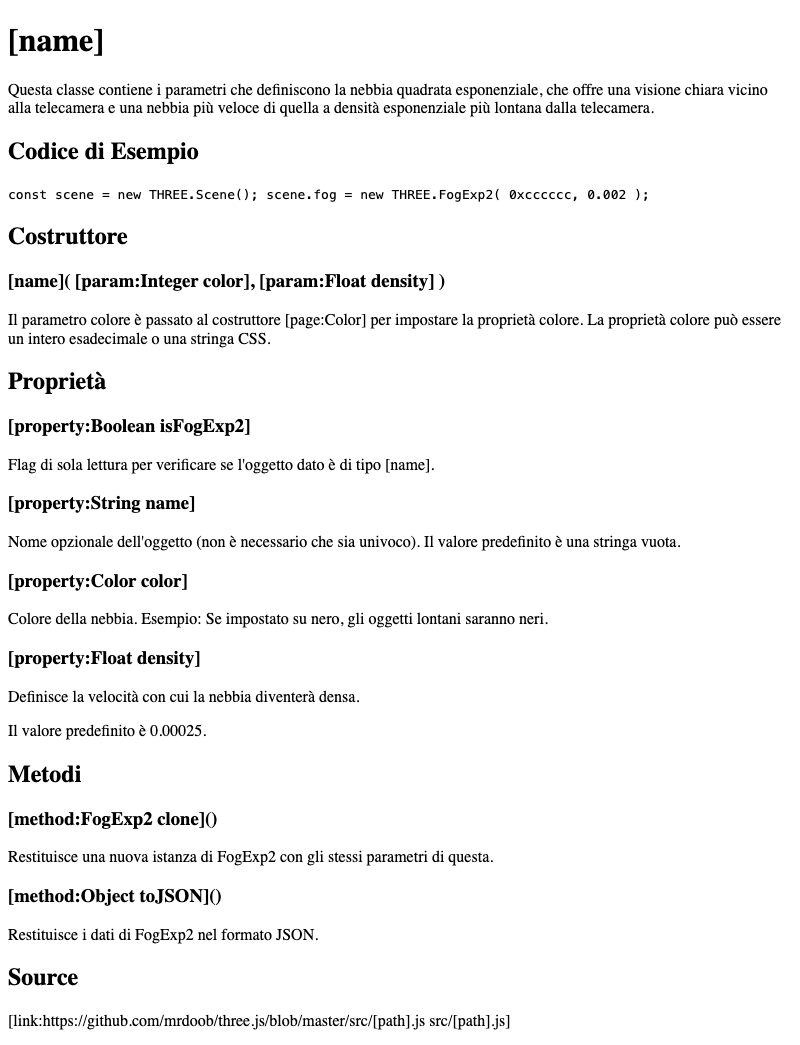 [name]
Questa classe contiene i parametri che definiscono la nebbia quadrata esponenziale, che offre una visione chiara vicino
alla telecamera e una nebbia più veloce di quella a densità esponenziale più lontana dalla telecamera.
Codice di Esempio
const scene = new THREE.Scene(); scene.fog = new THREE.FogExp2( 0xcccccc, 0.002 );
Costruttore
[name]( [param:Integer color], [param:Float density] )
Il parametro colore è passato al costruttore [page:Color] per impostare la proprietà colore. La proprietà colore può essere
un intero esadecimale o una stringa CSS.
Proprietà
[property:Boolean isFogExp2]
Flag di sola lettura per verificare se l'oggetto dato è di tipo [name].
[property:String name]
Nome opzionale dell'oggetto (non è necessario che sia univoco). Il valore predefinito è una stringa vuota.
[property:Color color]
Colore della nebbia. Esempio: Se impostato su nero, gli oggetti lontani saranno neri.
[property:Float density]
Definisce la velocità con cui la nebbia diventerà densa.
Il valore predefinito è 0.00025.
Metodi
[method:FogExp2 clone]()
Restituisce una nuova istanza di FogExp2 con gli stessi parametri di questa.
[method:Object toJSON]()
Restituisce i dati di FogExp2 nel formato JSON.
Source
[link:https://github.com/mrdoob/three.js/blob/master/src/[path].js src/[path].js]